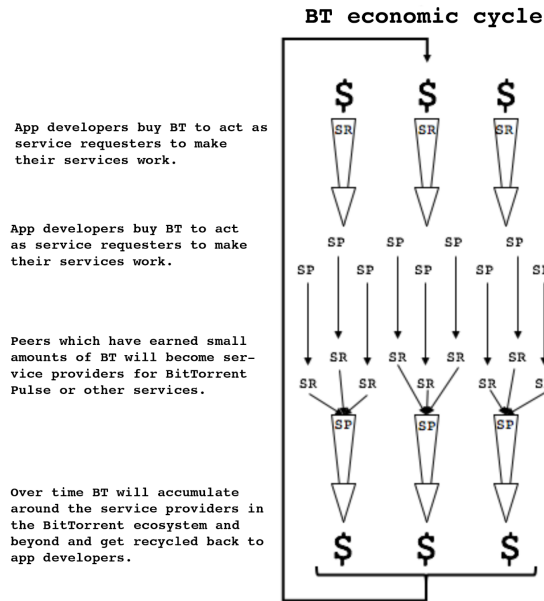 BT economic cycle
$ $ $
SR SR SR
App developers buy BT to act as
service requesters to make
their services work.
SP SP SP SP
App developers buy BT to act
as service requesters to make
their services work.
SP SP SP SP
Peers which have earned small
amounts of BT will become ser-
vice providers for BitTorrent
Pulse or other services.
SR SR SR SR
SR SR SR
SP SP SP
Over time BT will accumulate
around the service providers in
the BitTorrent ecosystem and
beyond and get recycled back to
app developers.
$ $ $